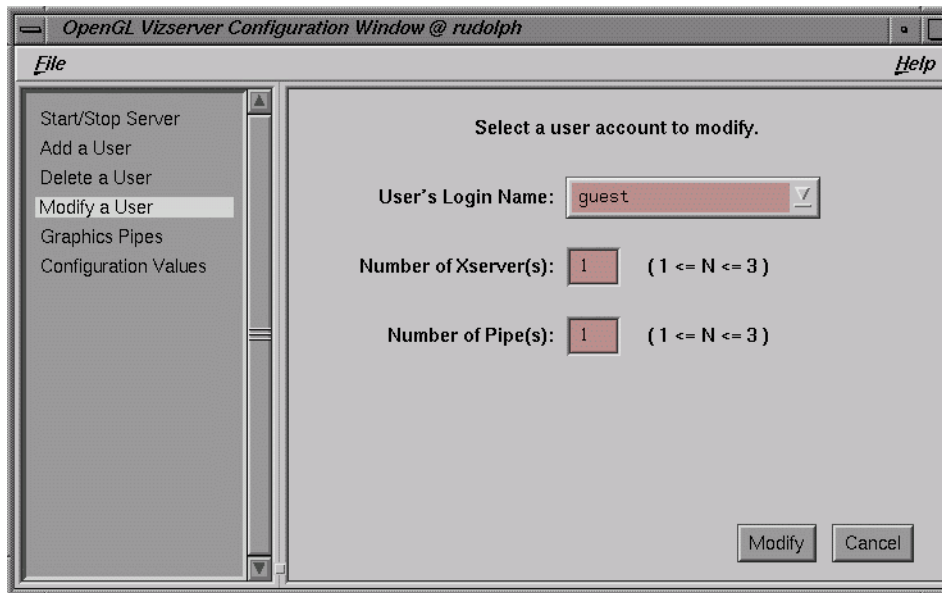 OpenGL Vizserver Configuration Window @ rudolph
File Help
Start/Stop Server
Add a User
Delete a User
Modify a User
Graphics Pipes
Configuration Values
Select a user account to modify.
User's Login Name: guest
Number of Xserver(s): 1 ( 1 <= N <= 3 )
Number of Pipe(s): 1 ( 1 <= N <= 3 )
Modify Cancel